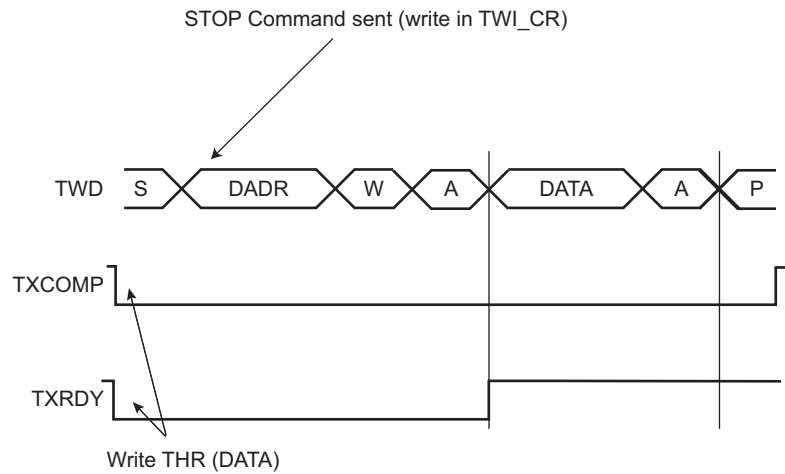 STOP Command sent (write in TWI_CR)
TWD S DADR W A DATA A P
TXCOMP
TXRDY
Write THR (DATA)